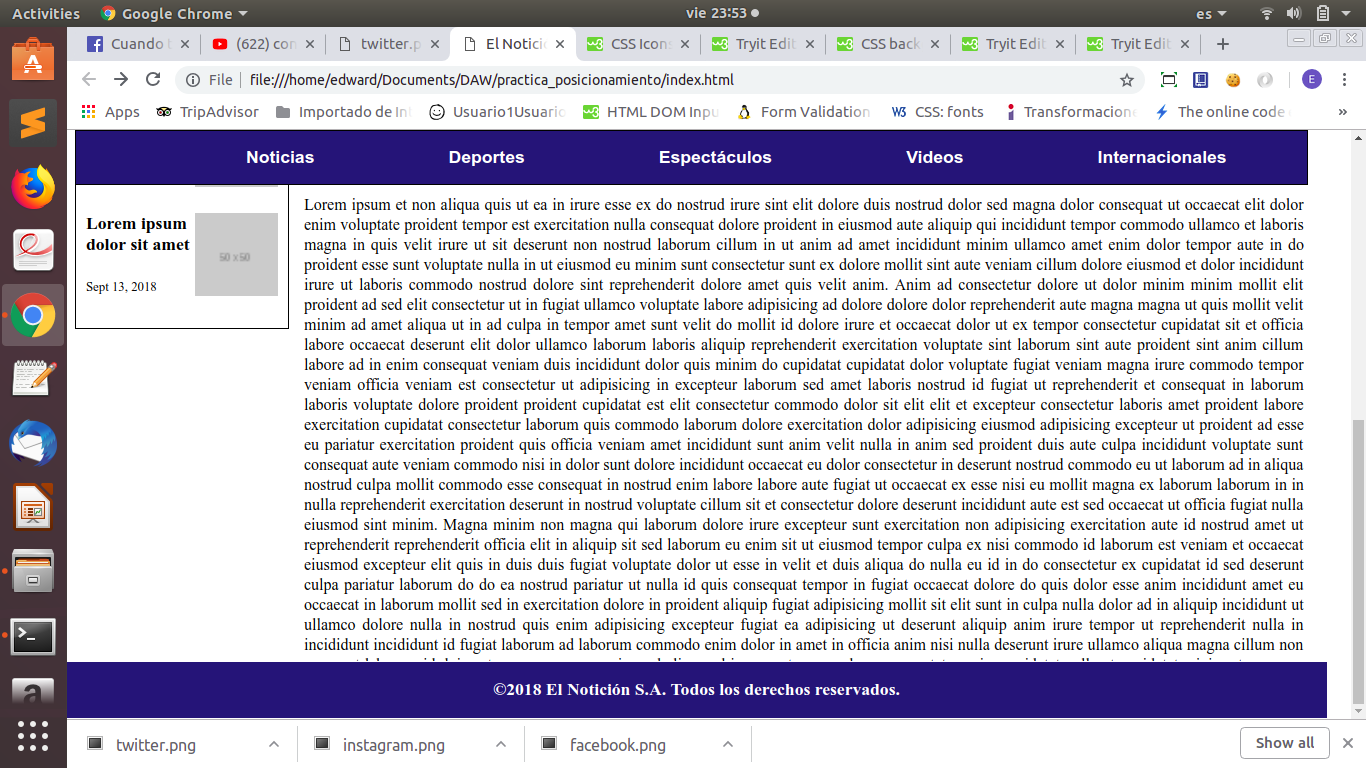 Activities
Google Chrome
vie 23:53
es
Cuando
(622) con
twitter.p
El Notici
CSS Icons
Tryit Edit
CSS back
Tryit Edit
Tryit Edit
File
file:///home/edward/Documents/DAW/practica_posicionamiento/index.html
E
Apps
TripAdvisor
Importado de In
Usuario1Usuario
HTML DOM Inpu
Form Validation
W3 CSS: fonts
Transformacione
The online code
Noticias
Deportes
Espectáculos
Videos
Internacionales
Lorem ipsum
dolor sit amet
50 x 50
Sept 13, 2018
Lorem ipsum et non aliqua quis ut ea in irure esse ex do nostrud irure sint elit dolore duis nostrud dolor sed magna dolor consequat ut occaecat elit dolor
enim voluptate proident tempor est exercitation nulla consequat dolore proident in eiusmod aute aliquip qui incididunt tempor commodo ullamco et laboris
magna in quis velit irure ut sit deserunt non nostrud laborum cillum in ut anim ad amet incididunt minim ullamco amet enim dolor tempor aute in do
proident esse sunt voluptate nulla in ut eiusmod eu minim sunt consectetur sunt ex dolore mollit sint aute veniam cillum dolore eiusmod et dolor incididunt
irure ut laboris commodo nostrud dolore sint reprehenderit dolore amet quis velit anim. Anim ad consectetur dolore ut dolor minim minim mollit elit
proident ad sed elit consectetur ut in fugiat ullamco voluptate labore adipisicing ad dolore dolore dolor reprehenderit aute magna magna ut quis mollit velit
minim ad amet aliqua ut in ad culpa in tempor amet sunt velit do mollit id dolore irure et occaecat dolor ut ex tempor consectetur cupidatat sit et officia
labore occaecat deserunt elit dolor ullamco laborum laboris aliquip reprehenderit exercitation voluptate sint laborum sint aute proident sint anim cillum
labore ad in enim consequat veniam duis incididunt dolor quis minim do cupidatat cupidatat dolor voluptate fugiat veniam magna irure commodo tempor
veniam officia veniam est consectetur ut adipisicing in excepteur laborum sed amet laboris nostrud id fugiat ut reprehenderit et consequat in laborum
laboris voluptate dolore proident proident cupidatat est elit consectetur commodo dolor sit elit elit et excepteur consectetur laboris amet proident labore
exercitation cupidatat consectetur laborum quis commodo laborum dolore exercitation dolor adipisicing eiusmod adipisicing excepteur ut proident ad esse
eu pariatur exercitation proident quis officia veniam amet incididunt sunt anim velit nulla in anim sed proident duis aute culpa incididunt voluptate sunt
consequat aute veniam commodo nisi in dolor sunt dolore incididunt occaecat eu dolor consectetur in deserunt nostrud commodo eu ut laborum ad in aliqua
nostrud culpa mollit commodo esse consequat in nostrud enim labore labore aute fugiat ut occaecat ex esse nisi eu mollit magna ex laborum laborum in in
nulla reprehenderit exercitation deserunt in nostrud voluptate cillum sit et consectetur dolore deserunt incididunt aute est sed occaecat ut officia fugiat nulla
eiusmod sint minim. Magna minim non magna qui laborum dolore irure excepteur sunt exercitation non adipisicing exercitation aute id nostrud amet ut
reprehenderit reprehenderit officia elit in aliquip sit sed laborum eu enim sit ut eiusmod tempor culpa ex nisi commodo id laborum est veniam et occaecat
eiusmod excepteur elit quis in duis duis fugiat voluptate dolor ut esse in velit et duis aliqua do nulla eu id in do consectetur ex cupidatat id sed deserunt
culpa pariatur laborum do do ea nostrud pariatur ut nulla id quis consequat tempor in fugiat occaecat dolore do quis dolor esse anim incididunt amet eu
occaecat in laborum mollit sed in exercitation dolore in proident aliquip fugiat adipisicing mollit sit elit sunt in culpa nulla dolor ad in aliquip incididunt ut
ullamco dolore nulla in nostrud quis enim adipisicing excepteur fugiat ea adipisicing ut deserunt aliquip anim irure tempor ut reprehenderit nulla in
incididunt incididunt id fugiat laborum ad laborum commodo enim dolor in amet in officia anim nisi nulla deserunt irure ullamco aliqua magna cillum non
©2018 El Notición S.A. Todos los derechos reservados.
twitter.png
instagram.png
facebook.png
Show all